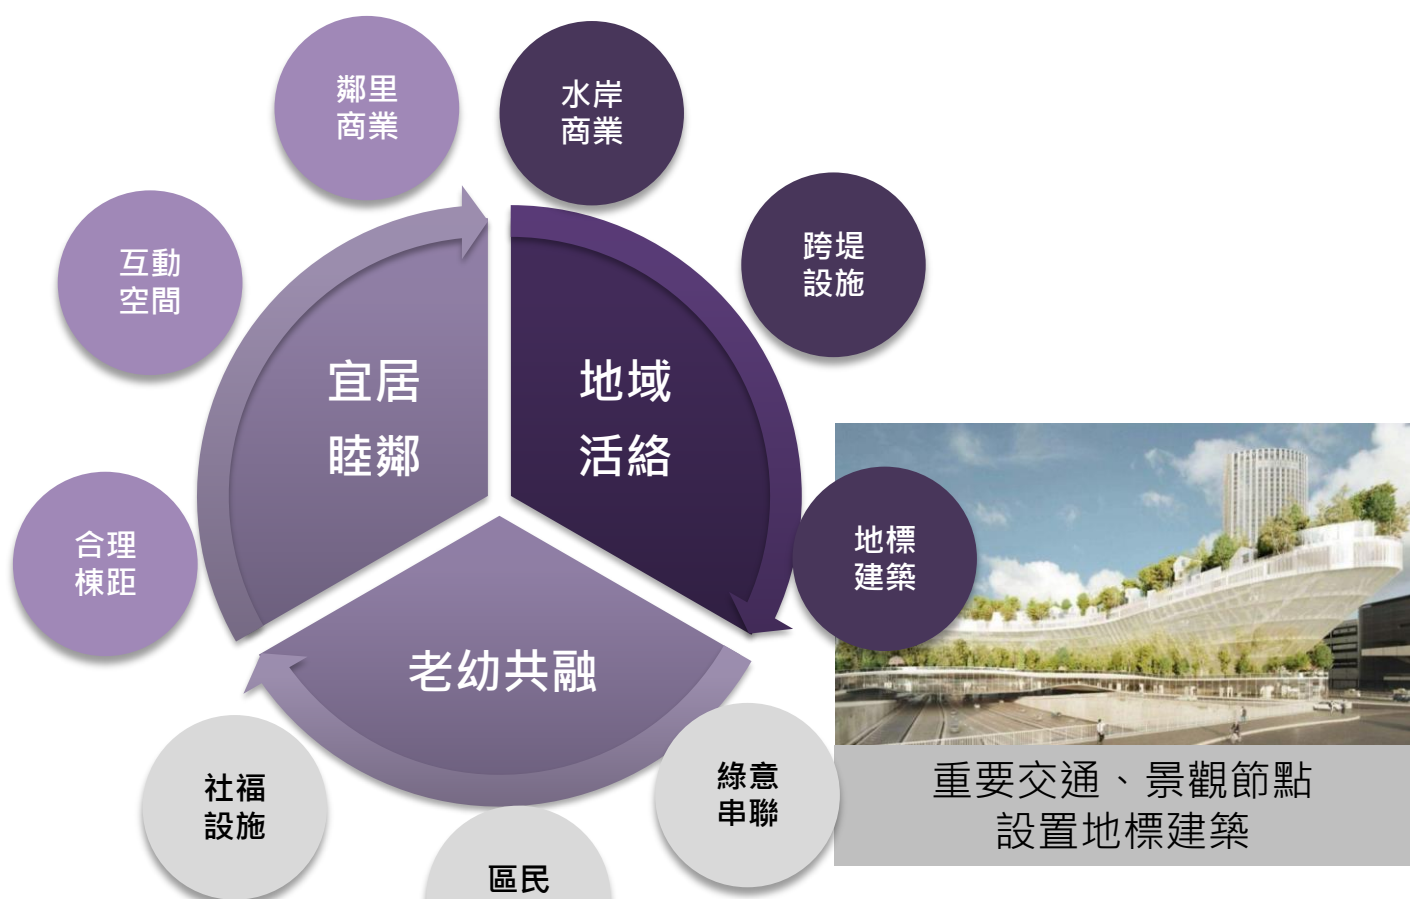 鄰里
商業
水岸
商業
互動
空間
跨堤
設施
宜居
睦鄰
地域
活絡
合理
棟距
地標
建築
老幼共融
社福
設施
綠意
串聯
區民
重要交通、景觀節點
設置地標建築